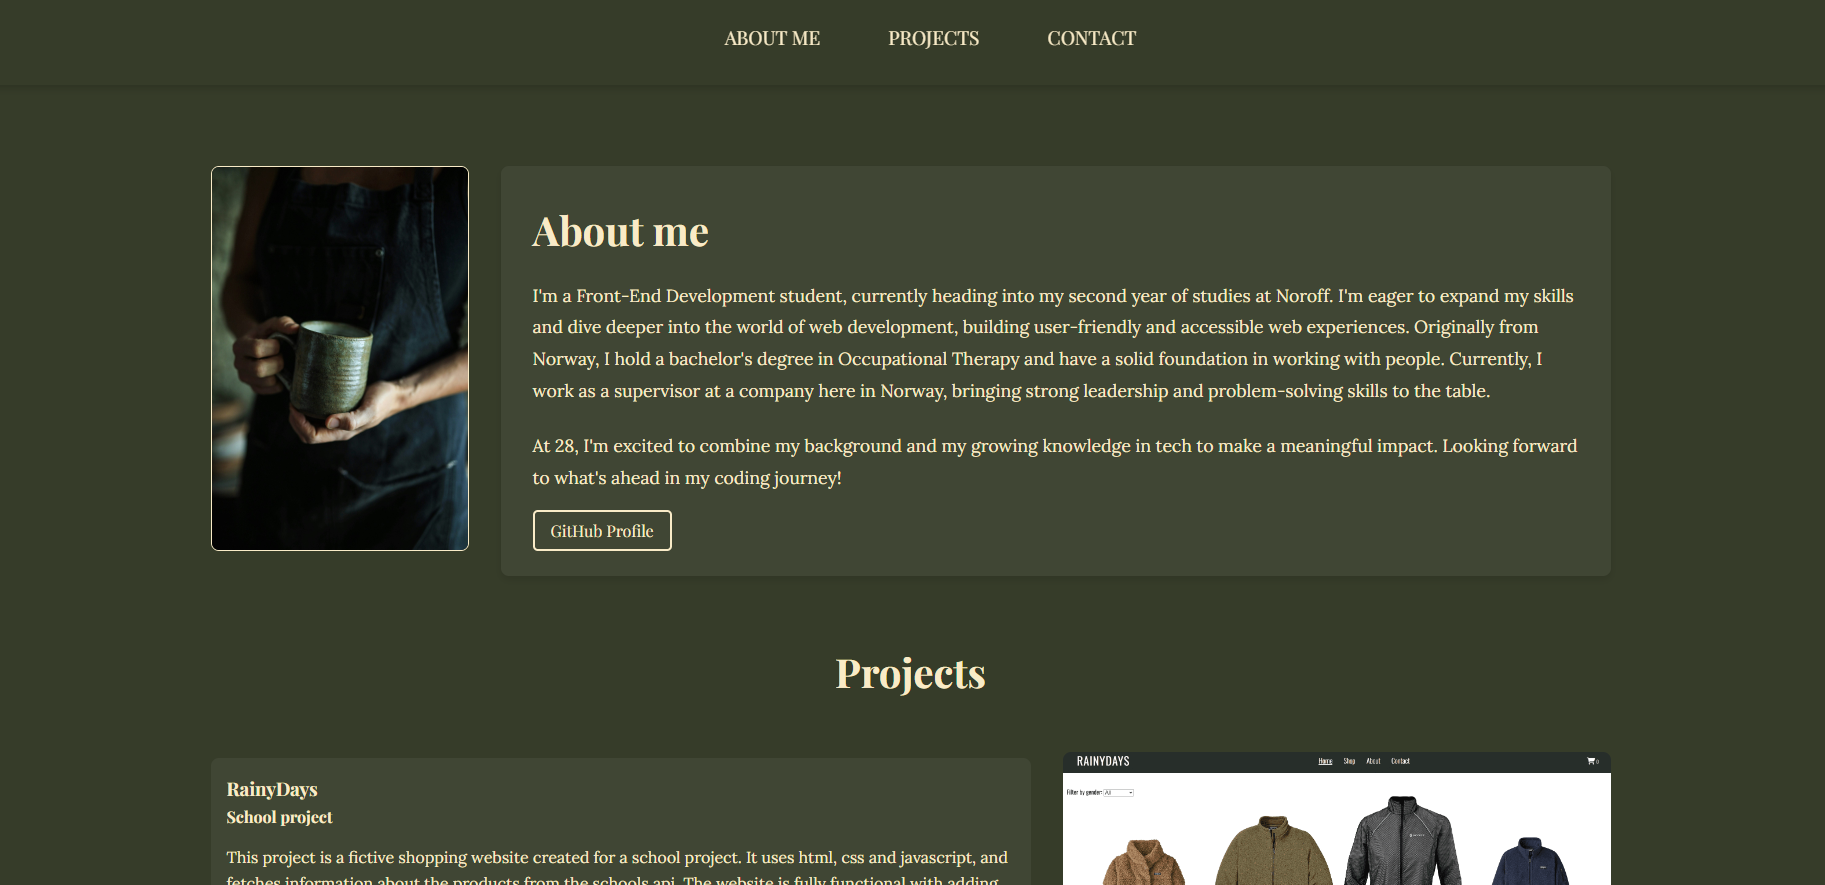 ABOUT ME PROJECTS CONTACT
About me
I'm a Front-End Development student, currently heading into my second year of studies at Noroff. I'm eager to expand my skills
and dive deeper into the world of web development, building user-friendly and accessible web experiences. Originally from
Norway, I hold a bachelor's degree in Occupational Therapy and have a solid foundation in working with people. Currently, I
work as a supervisor at a company here in Norway, bringing strong leadership and problem-solving skills to the table.
At 28, I'm excited to combine my background and my growing knowledge in tech to make a meaningful impact. Looking forward
to what's ahead in my coding journey!
GitHub Profile
Projects
RainyDays
School project
This project is a fictive shopping website created for a school project. It uses html, css and javascript, and
fetches information about the products from the schools api. The website is fully functional with adding
RAINYDAYS Home Shop About Contact 0
Filter by gender: All